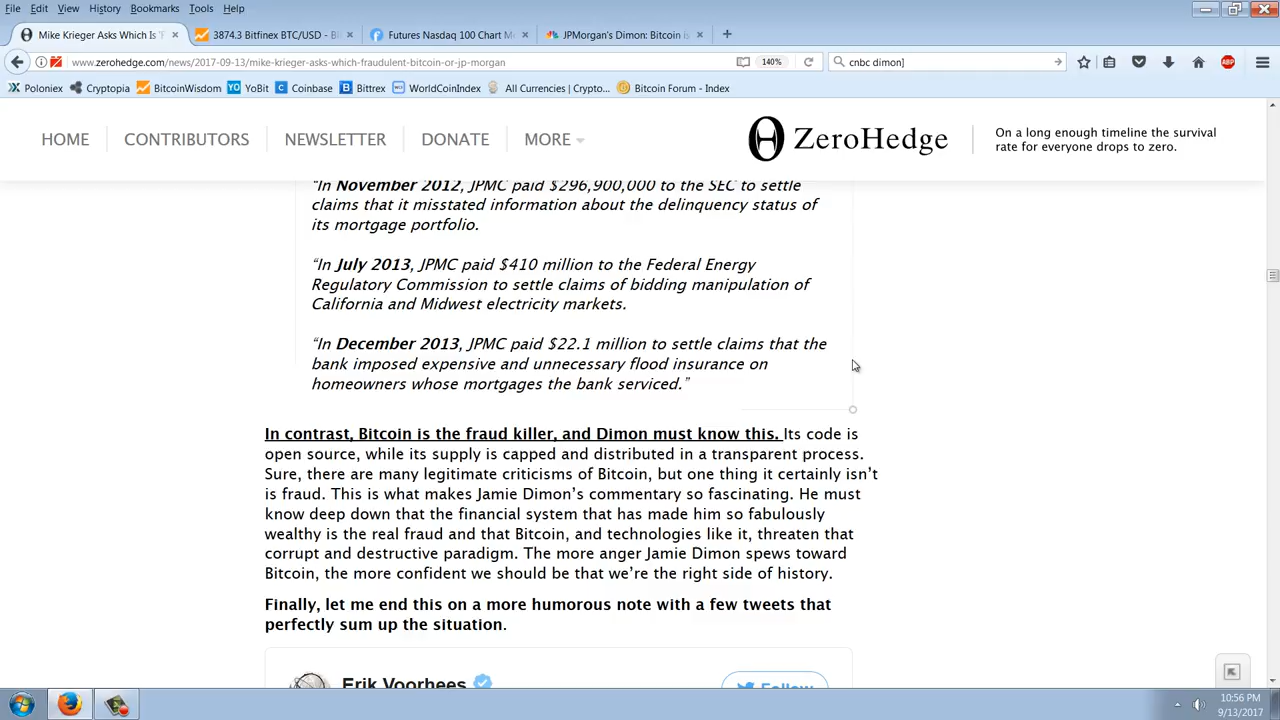 File Edit View History Bookmarks Tools Help
Mike Krieger Asks Which Is 'F
3874.3 Bitfinex BTC/USD - Bi
Futures Nasdaq 100 Chart Mo
JPMorgan's Dimon: Bitcoin is
www.zerohedge.com/news/2017-09-13/mike-krieger-asks-which-fraudulent-bitcoin-or-jp-morgan
140%
cnbc dimon]
ABP
Poloniex Cryptopia BitcoinWisdom YoBit Coinbase Bittrex WorldCoinIndex All Currencies | Crypto... Bitcoin Forum - Index
HOME CONTRIBUTORS NEWSLETTER DONATE MORE
ZeroHedge
On a long enough timeline the survival
rate for everyone drops to zero.
“In November 2012, JPMC paid $296,900,000 to the SEC to settle
claims that it misstated information about the delinquency status of
its mortgage portfolio.
“In July 2013, JPMC paid $410 million to the Federal Energy
Regulatory Commission to settle claims of bidding manipulation of
California and Midwest electricity markets.
“In December 2013, JPMC paid $22.1 million to settle claims that the
bank imposed expensive and unnecessary flood insurance on
homeowners whose mortgages the bank serviced.”
In contrast, Bitcoin is the fraud killer, and Dimon must know this. Its code is
open source, while its supply is capped and distributed in a transparent process.
Sure, there are many legitimate criticisms of Bitcoin, but one thing it certainly isn’t
is fraud. This is what makes Jamie Dimon’s commentary so fascinating. He must
know deep down that the financial system that has made him so fabulously
wealthy is the real fraud and that Bitcoin, and technologies like it, threaten that
corrupt and destructive paradigm. The more anger Jamie Dimon spews toward
Bitcoin, the more confident we should be that we’re the right side of history.
Finally, let me end this on a more humorous note with a few tweets that
perfectly sum up the situation.
Erik Voorhees
Follow
10:56 PM
9/13/2017